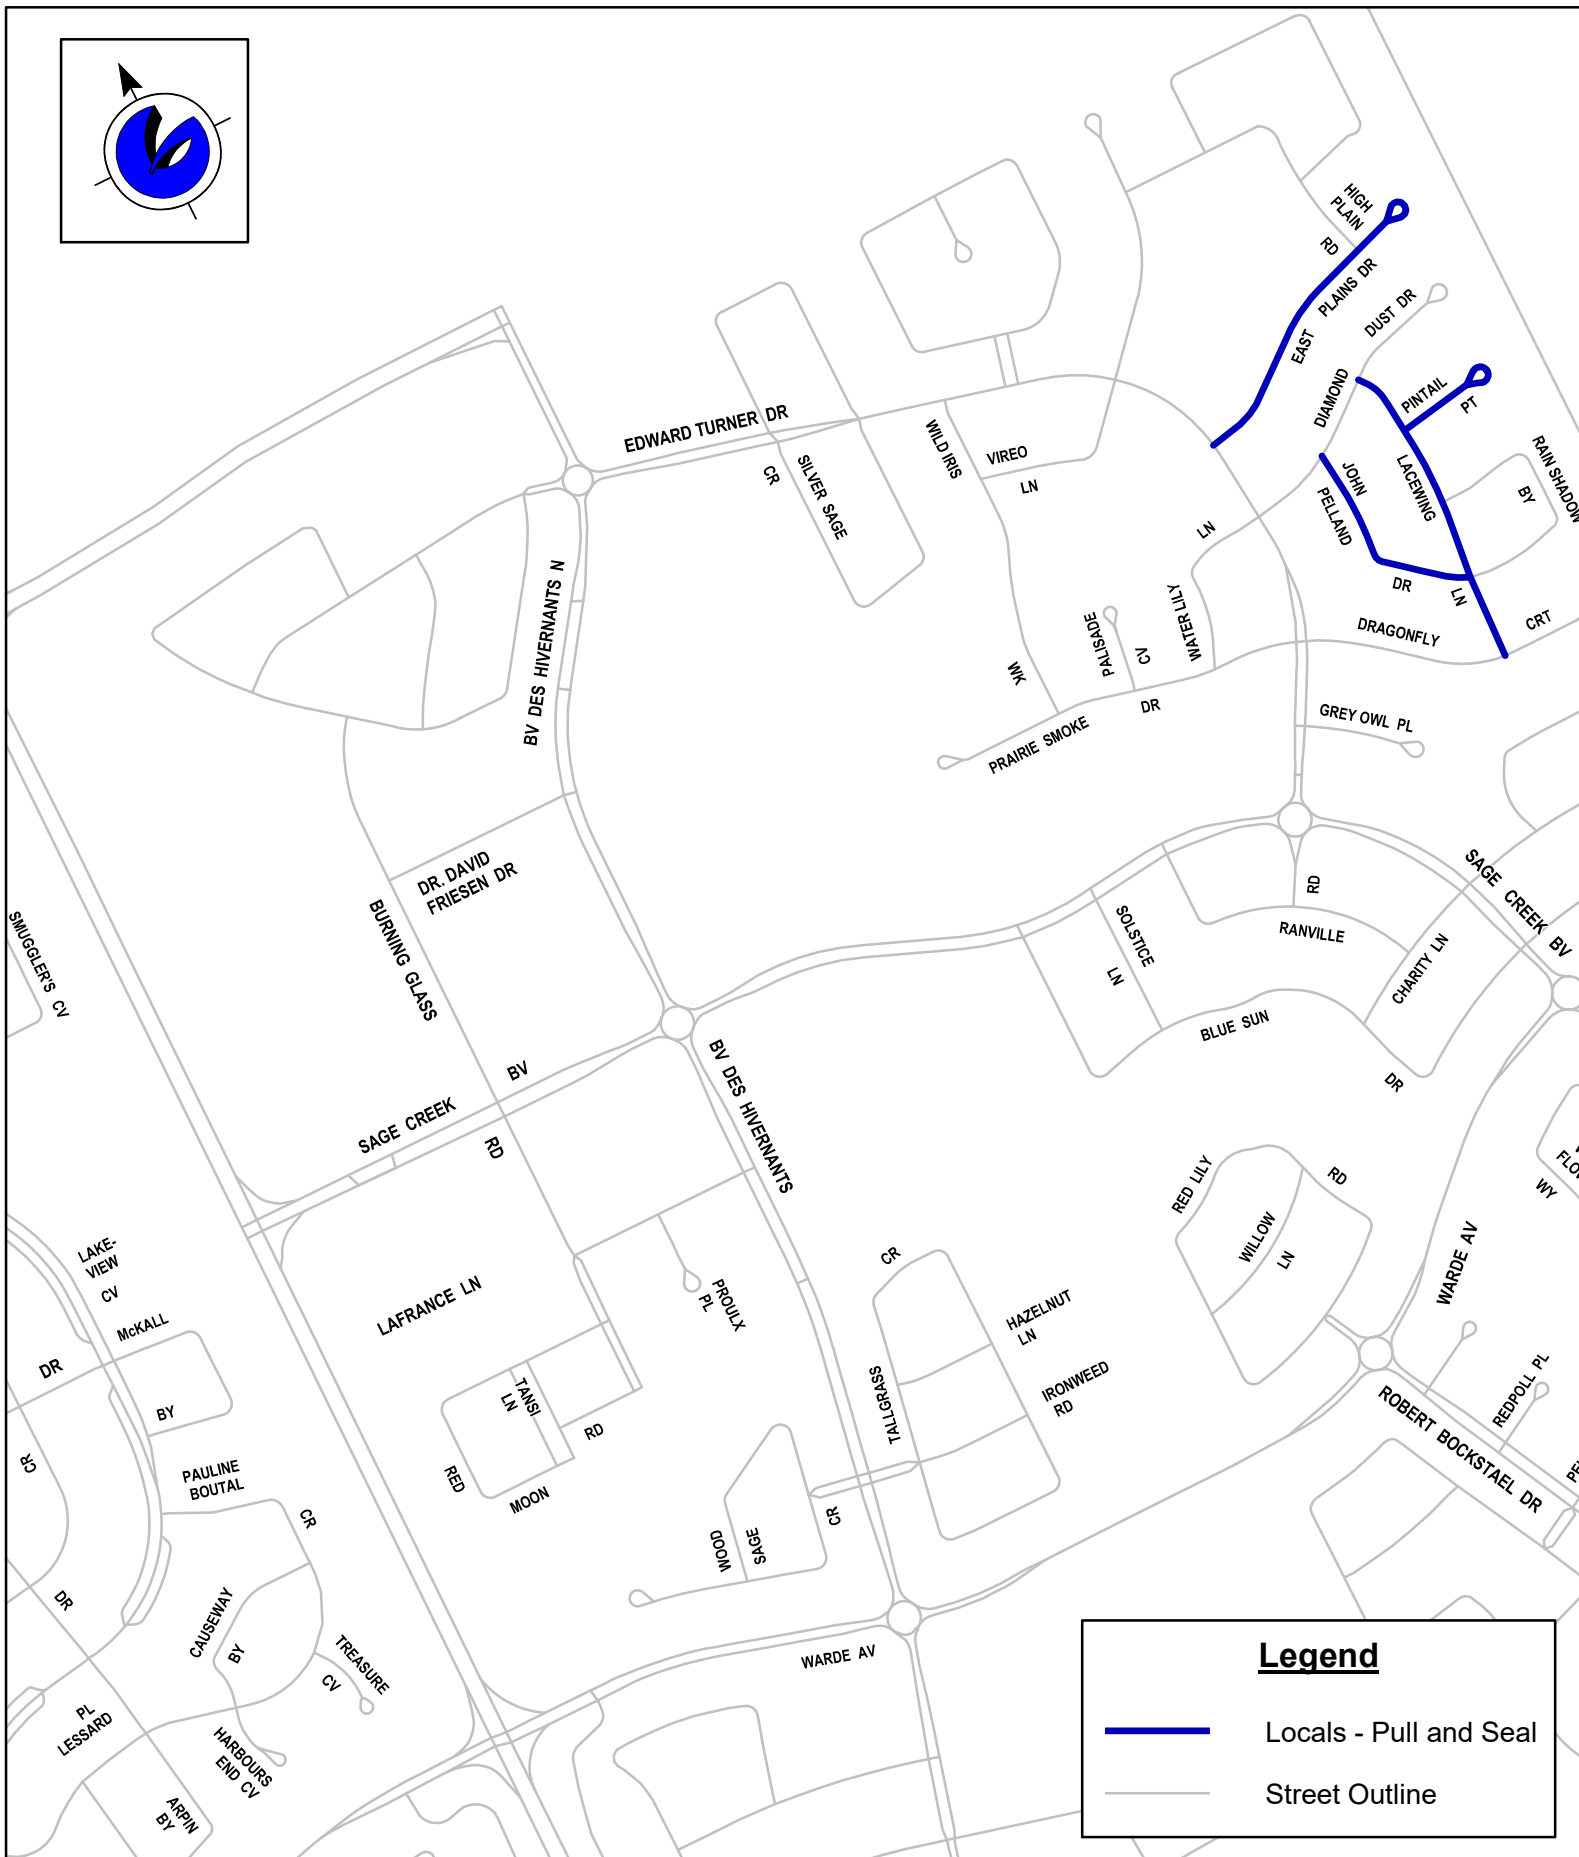 HIGH
PLAIN
RD
EAST PLAINS DR
DIAMOND DUST DR
PINTAIL PT
RAIN SHADOW
BY
JOHN
PELLAND
DR
LACEWING
LN
EDWARD TURNER DR
CR
SILVER SAGE
WILD IRIS
WK
VIREO
LN
LN
WATER LILY
PALISADE
CV
DRAGONFLY CRT
PRAIRIE SMOKE DR
GREY OWL PL
BV DES HIVERNANTS N
DR. DAVID
FRIESEN DR
BURNING GLASS
RD
SMUGGLER'S CV
SAGE CREEK BV
SAGE CREEK BV
SOLSTICE
LN
RD
RANVILLE
CHARITY LN
BLUE SUN
DR
BV DES HIVERNANTS
RED LILY
RD
WILLOW
LN
FLO
WY
WARDE AV
LAKE-
VIEW
CV
McKALL
DR
BY
CR
LAFRANCE LN
PROULX
PL
CR
TALLGRASS
HAZELNUT
LN
IRONWEED
RD
TANSI
LN
RD
RED
MOON
REDPOLL PL
ROBERT BOCKSTAEL DR
PAULINE
BOUTAL
CR
WOOD
SAGE
CR
DR
CAUSEWAY
BY
TREASURE
CV
WARDE AV
PL
LESSARD
HARBOURS
END CV
ARPIN
BY
Legend
Locals - Pull and Seal
Street Outline